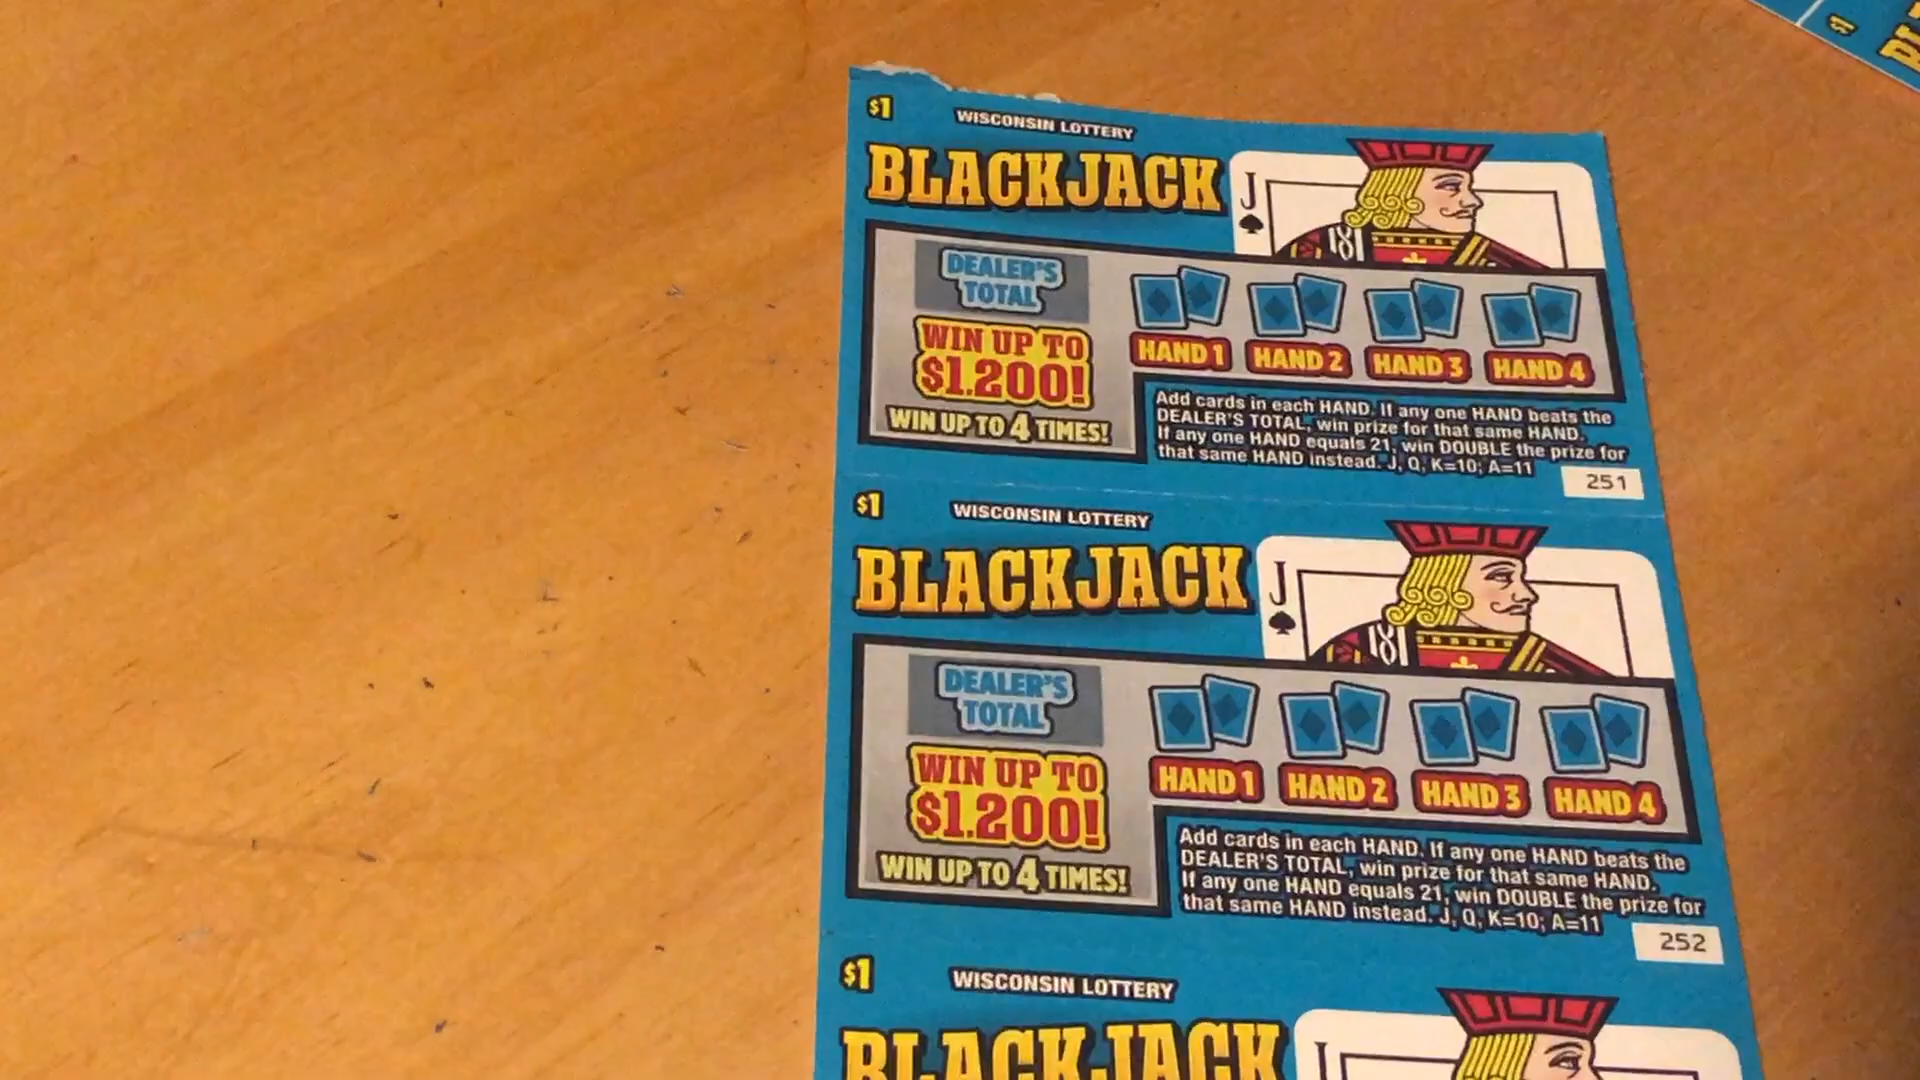 $1 WISCONSIN LOTTERY
BLACKJACK
J
DEALER'S
TOTAL
WIN UP TO
$1,200!
WIN UP TO 4 TIMES!
HAND 1 HAND 2 HAND 3 HAND 4
Add cards in each HAND. If any one HAND beats the
DEALER'S TOTAL, win prize for that same HAND.
If any one HAND equals 21, win DOUBLE the prize for
that same HAND instead. J, Q, K=10; A=11
251
$1 WISCONSIN LOTTERY
BLACKJACK
J
DEALER'S
TOTAL
WIN UP TO
$1,200!
WIN UP TO 4 TIMES!
HAND 1 HAND 2 HAND 3 HAND 4
Add cards in each HAND. If any one HAND beats the
DEALER'S TOTAL, win prize for that same HAND.
If any one HAND equals 21, win DOUBLE the prize for
that same HAND instead. J, Q, K=10; A=11
252
$1 WISCONSIN LOTTERY
BLACKJACK
J
$1